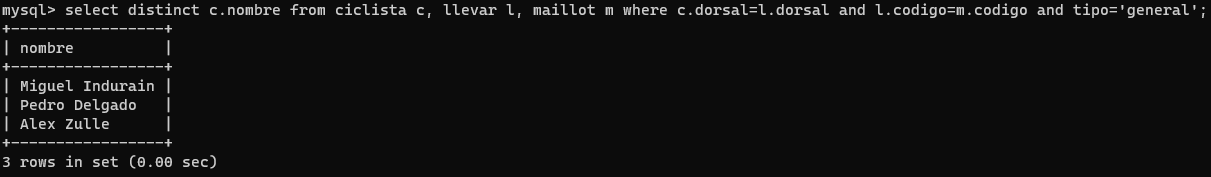 mysql> select distinct c.nombre from ciclista c, llevar l, maillot m where c.dorsal=l.dorsal and l.codigo=m.codigo and tipo='general';
+-----------------+
| nombre          |
+-----------------+
| Miguel Indurain |
| Pedro Delgado   |
| Alex Zulle      |
+-----------------+
3 rows in set (0.00 sec)